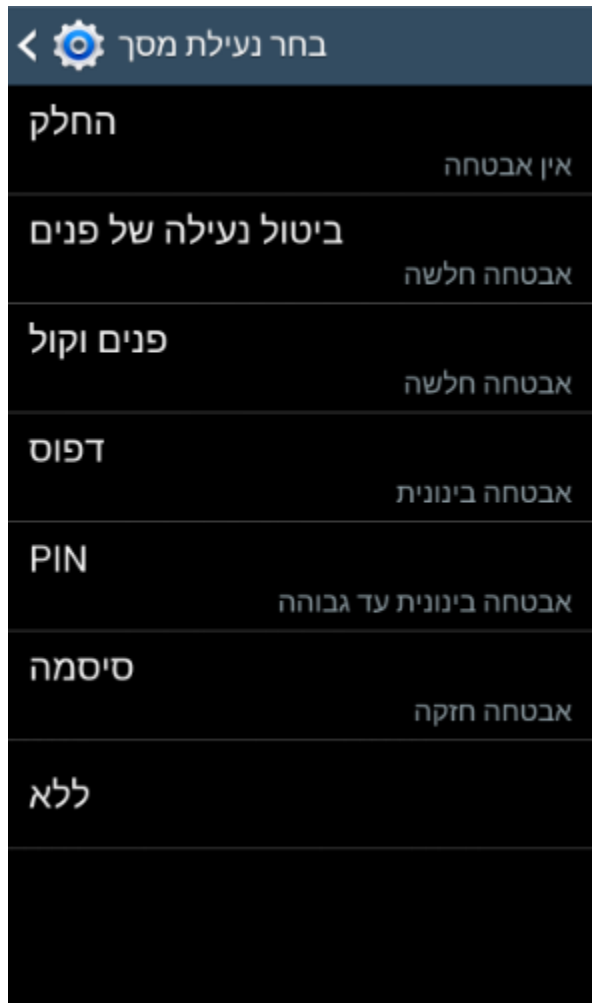 בחר נעילת מסך
החלק
אין אבטחה
ביטול נעילה של פנים
אבטחה חלשה
פנים וקול
אבטחה חלשה
דפוס
אבטחה בינונית
PIN
אבטחה בינונית עד גבוהה
סיסמה
אבטחה חזקה
ללא